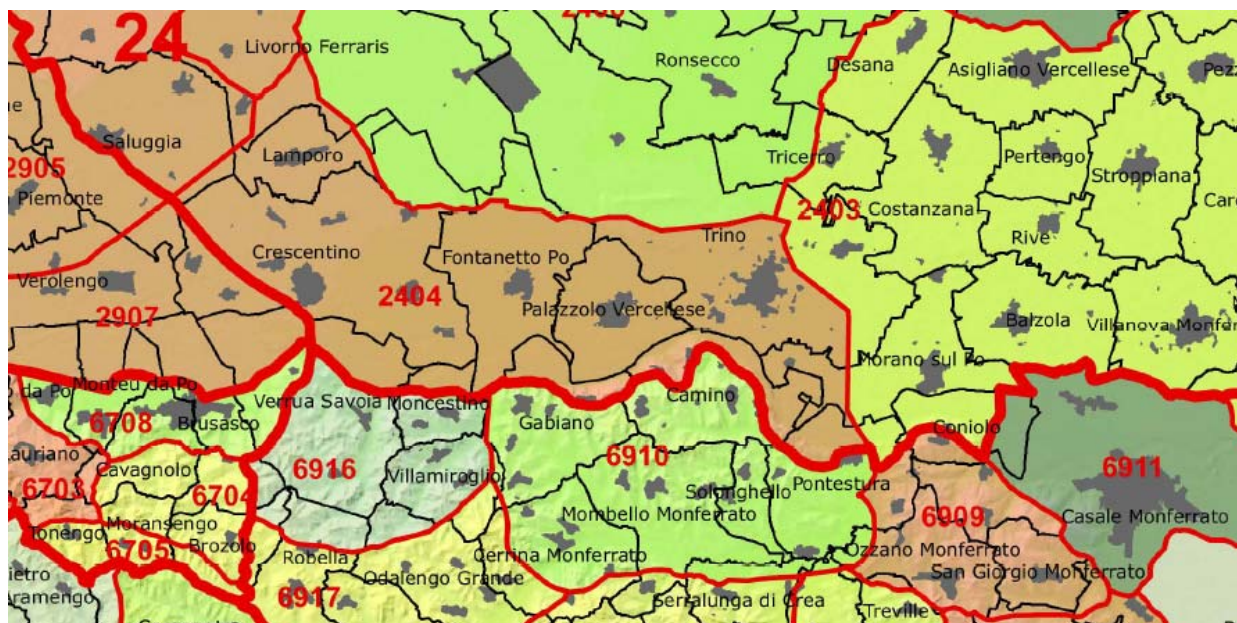 24
Livorno Ferraris
Ronsecco
Desana
Asigliano Vercellese
Saluggia
Lamporo
Tricerro
Pertengo
2905
Stroppiana
Piemonte
2403
Costanzana
Trino
Rive
Crescentino
Fontanetto Po
Verolengo
2404
Palazzolo Vercellese
2907
Balzola
Villanova Monfer
Morano sul Po
Monteu da Po
da Po
Verrua Savoia
Moncestino
Camino
6708
Brusasco
Gabiano
Coniolo
Lauriano
Cavagnolo
6916
6910
6911
Villamiroglio
6703
6704
Solonghello
Pontestura
Mombello Monferrato
6909
Casale Monferrato
Tonengo
Moransengo
6705
Brozolo
Robella
Cerrina Monferrato
Ozzano Monferrato
San Giorgio Monferrato
Odalengo Grande
Aramengo
6917
Serralunga di Crea
Treville